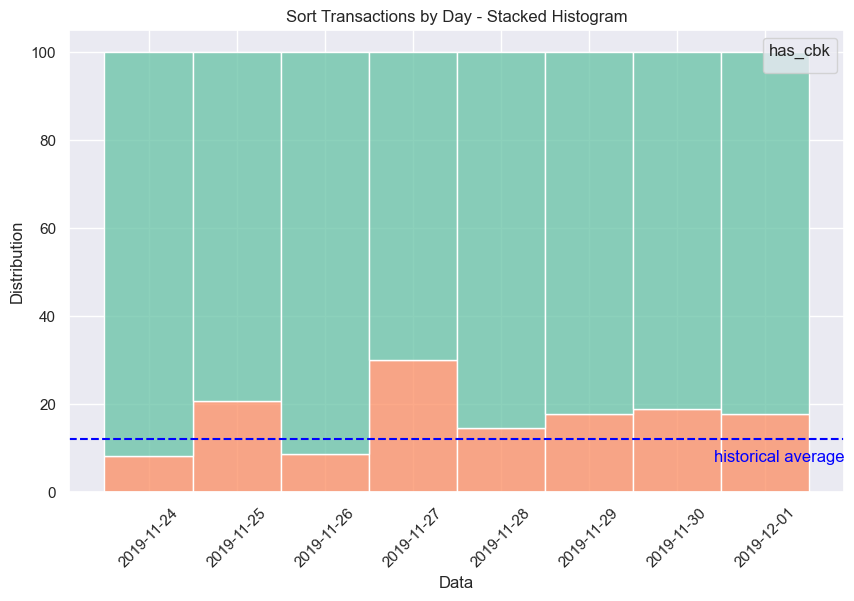 Sort Transactions by Day - Stacked Histogram
has_cbk
100
80
60
40
20
0
Distribution
historical average
2019-11-24
2019-11-25
2019-11-26
2019-11-27
2019-11-28
2019-11-29
2019-11-30
2019-12-01
Data